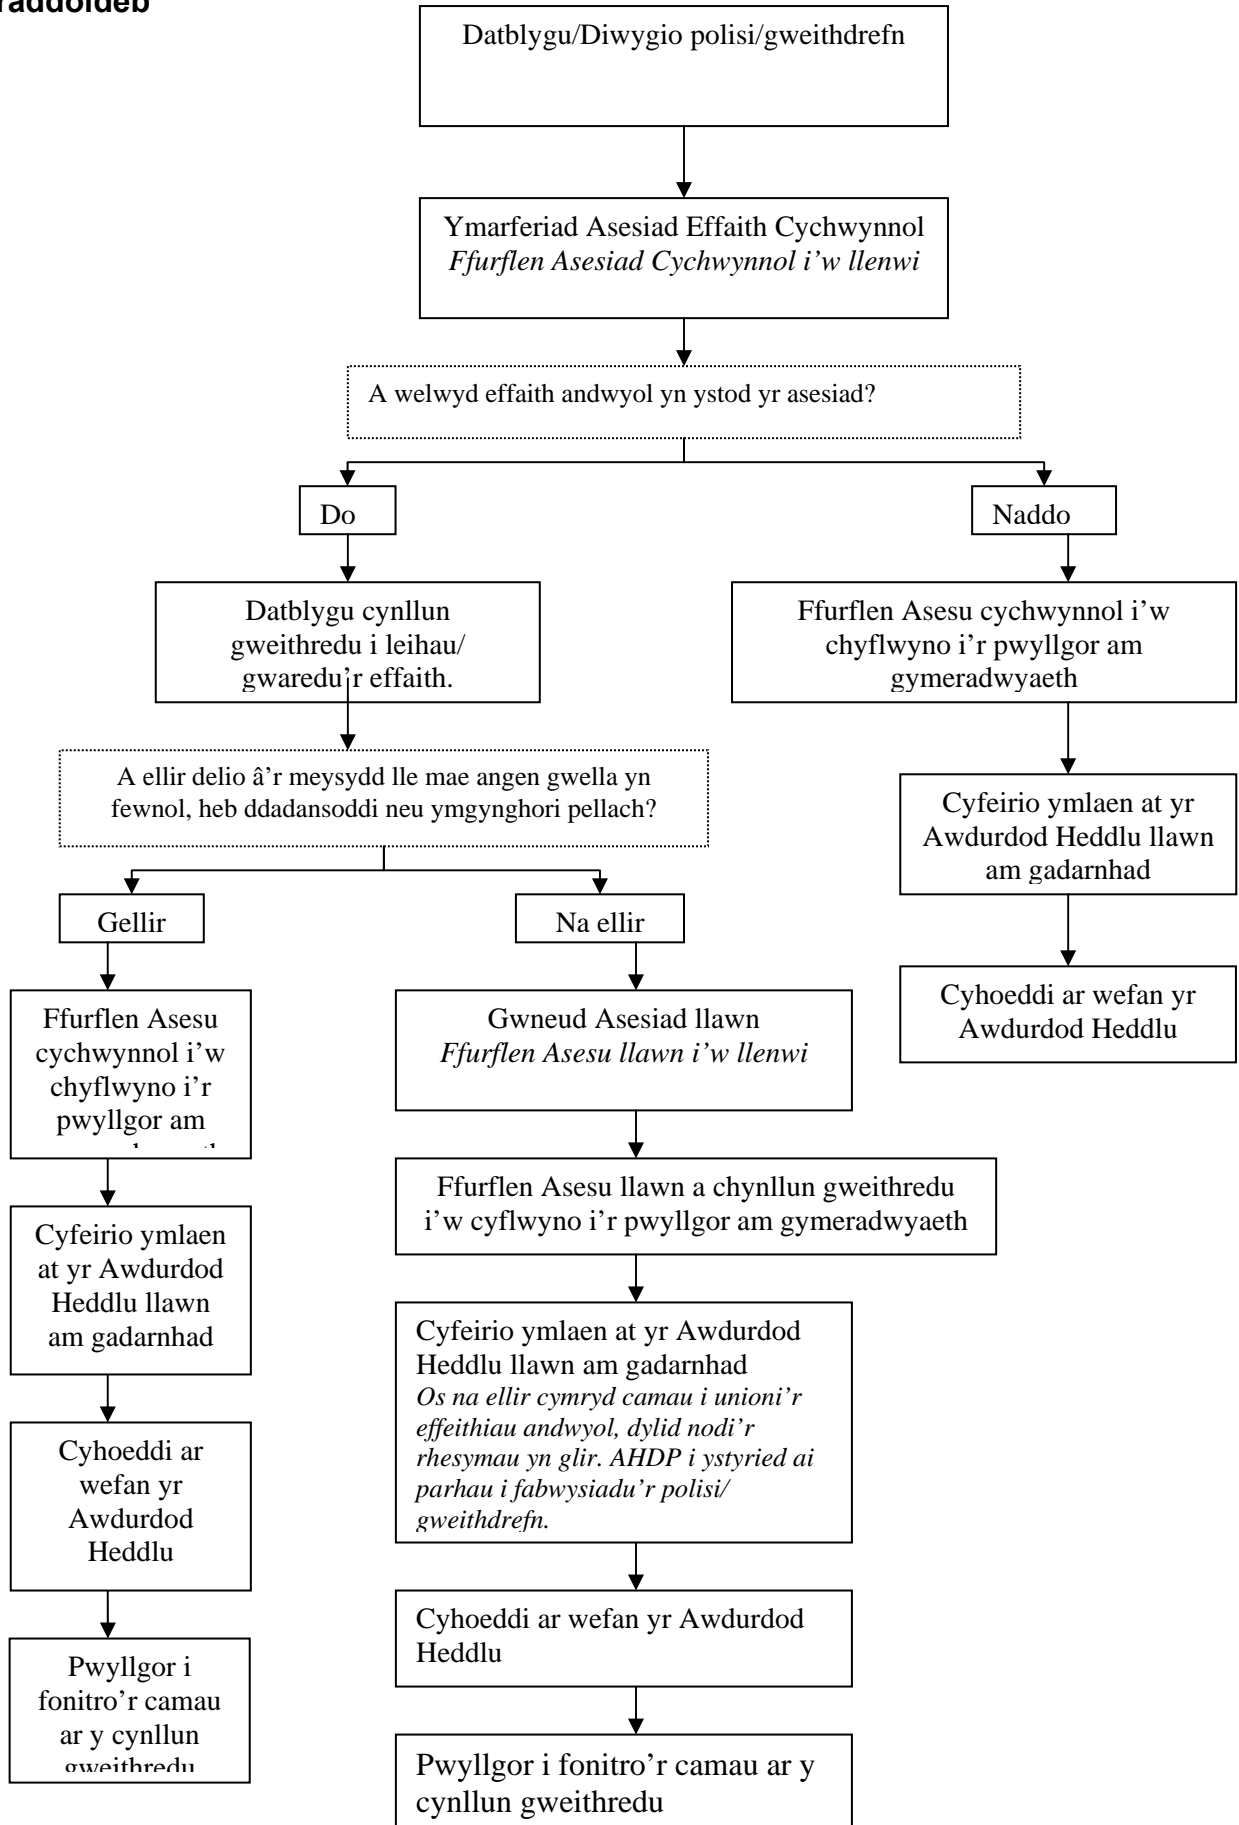 Datblygu/Diwygio polisi/gweithdrefn
Ymarferiad Asesiad Effaith Cychwynnol
Ffurflen Asesiad Cychwynnol i'w llenwi
A welwyd effaith andwyol yn ystod yr asesiad?
Do
Naddo
Datblygu cynllun
gweithredu i leihau/
gwaredu'r effaith.
Ffurflen Asesu cychwynnol i'w
chyflwyno i'r pwyllgor am
gymeradwyaeth
A ellir delio â'r meysydd lle mae angen gwella yn
fewnol, heb ddadansoddi neu ymgynghori pellach?
Cyfeirio ymlaen at yr
Awdurdod Heddlu llawn
am gadarnhad
Gellir
Na ellir
Cyhoeddi ar wefan yr
Awdurdod Heddlu
Ffurflen Asesu
cychwynnol i'w
chyflwyno i'r
pwyllgor am
Gwneud Asesiad llawn
Ffurflen Asesu llawn i'w llenwi
Ffurflen Asesu llawn a chynllun gweithredu
i'w cyflwyno i'r pwyllgor am gymeradwyaeth
Cyfeirio ymlaen
at yr Awdurdod
Heddlu llawn
am gadarnhad
Cyfeirio ymlaen at yr Awdurdod
Heddlu llawn am gadarnhad
Os na ellir cymryd camau i unioni'r
effeithiau andwyol, dylid nodi'r
rhesymau yn glir. AHDP i ystyried ai
parhau i fabwysiadu'r polisi/
gweithdrefn.
Cyhoeddi ar
wefan yr
Awdurdod
Heddlu
Cyhoeddi ar wefan yr Awdurdod
Heddlu
Pwyllgor i
fonitro'r camau
ar y cynllun
gweithredu
Pwyllgor i fonitro'r camau ar y
cynllun gweithredu